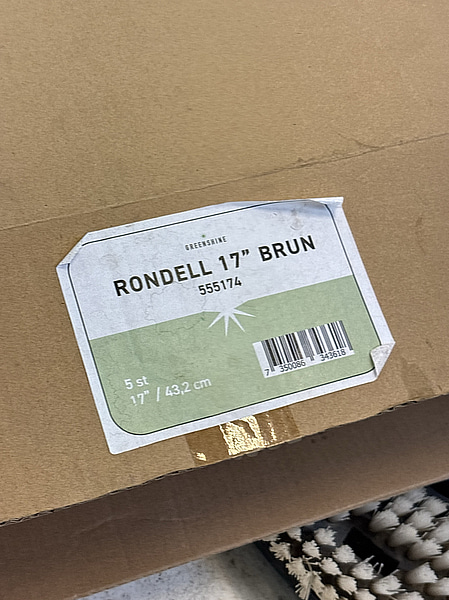 GREENSHINE
RONDELL 17” BRUN
555174
5 st
17” / 43,2 cm
7 350086 343618